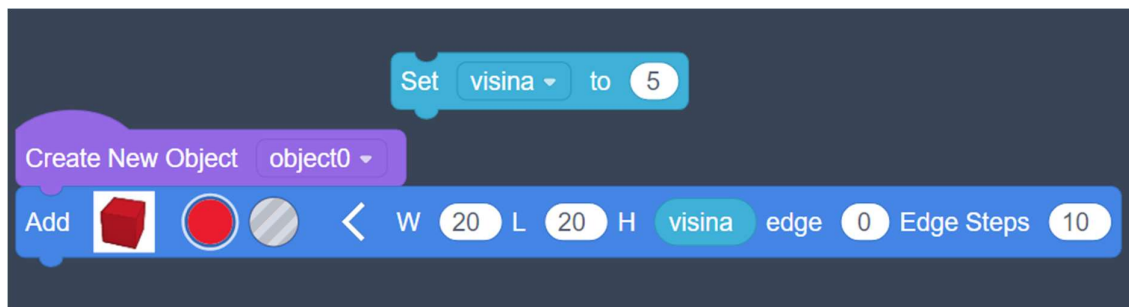 Set visina to 5
Create New Object object0
Add W 20 L 20 H visina edge 0 Edge Steps 10